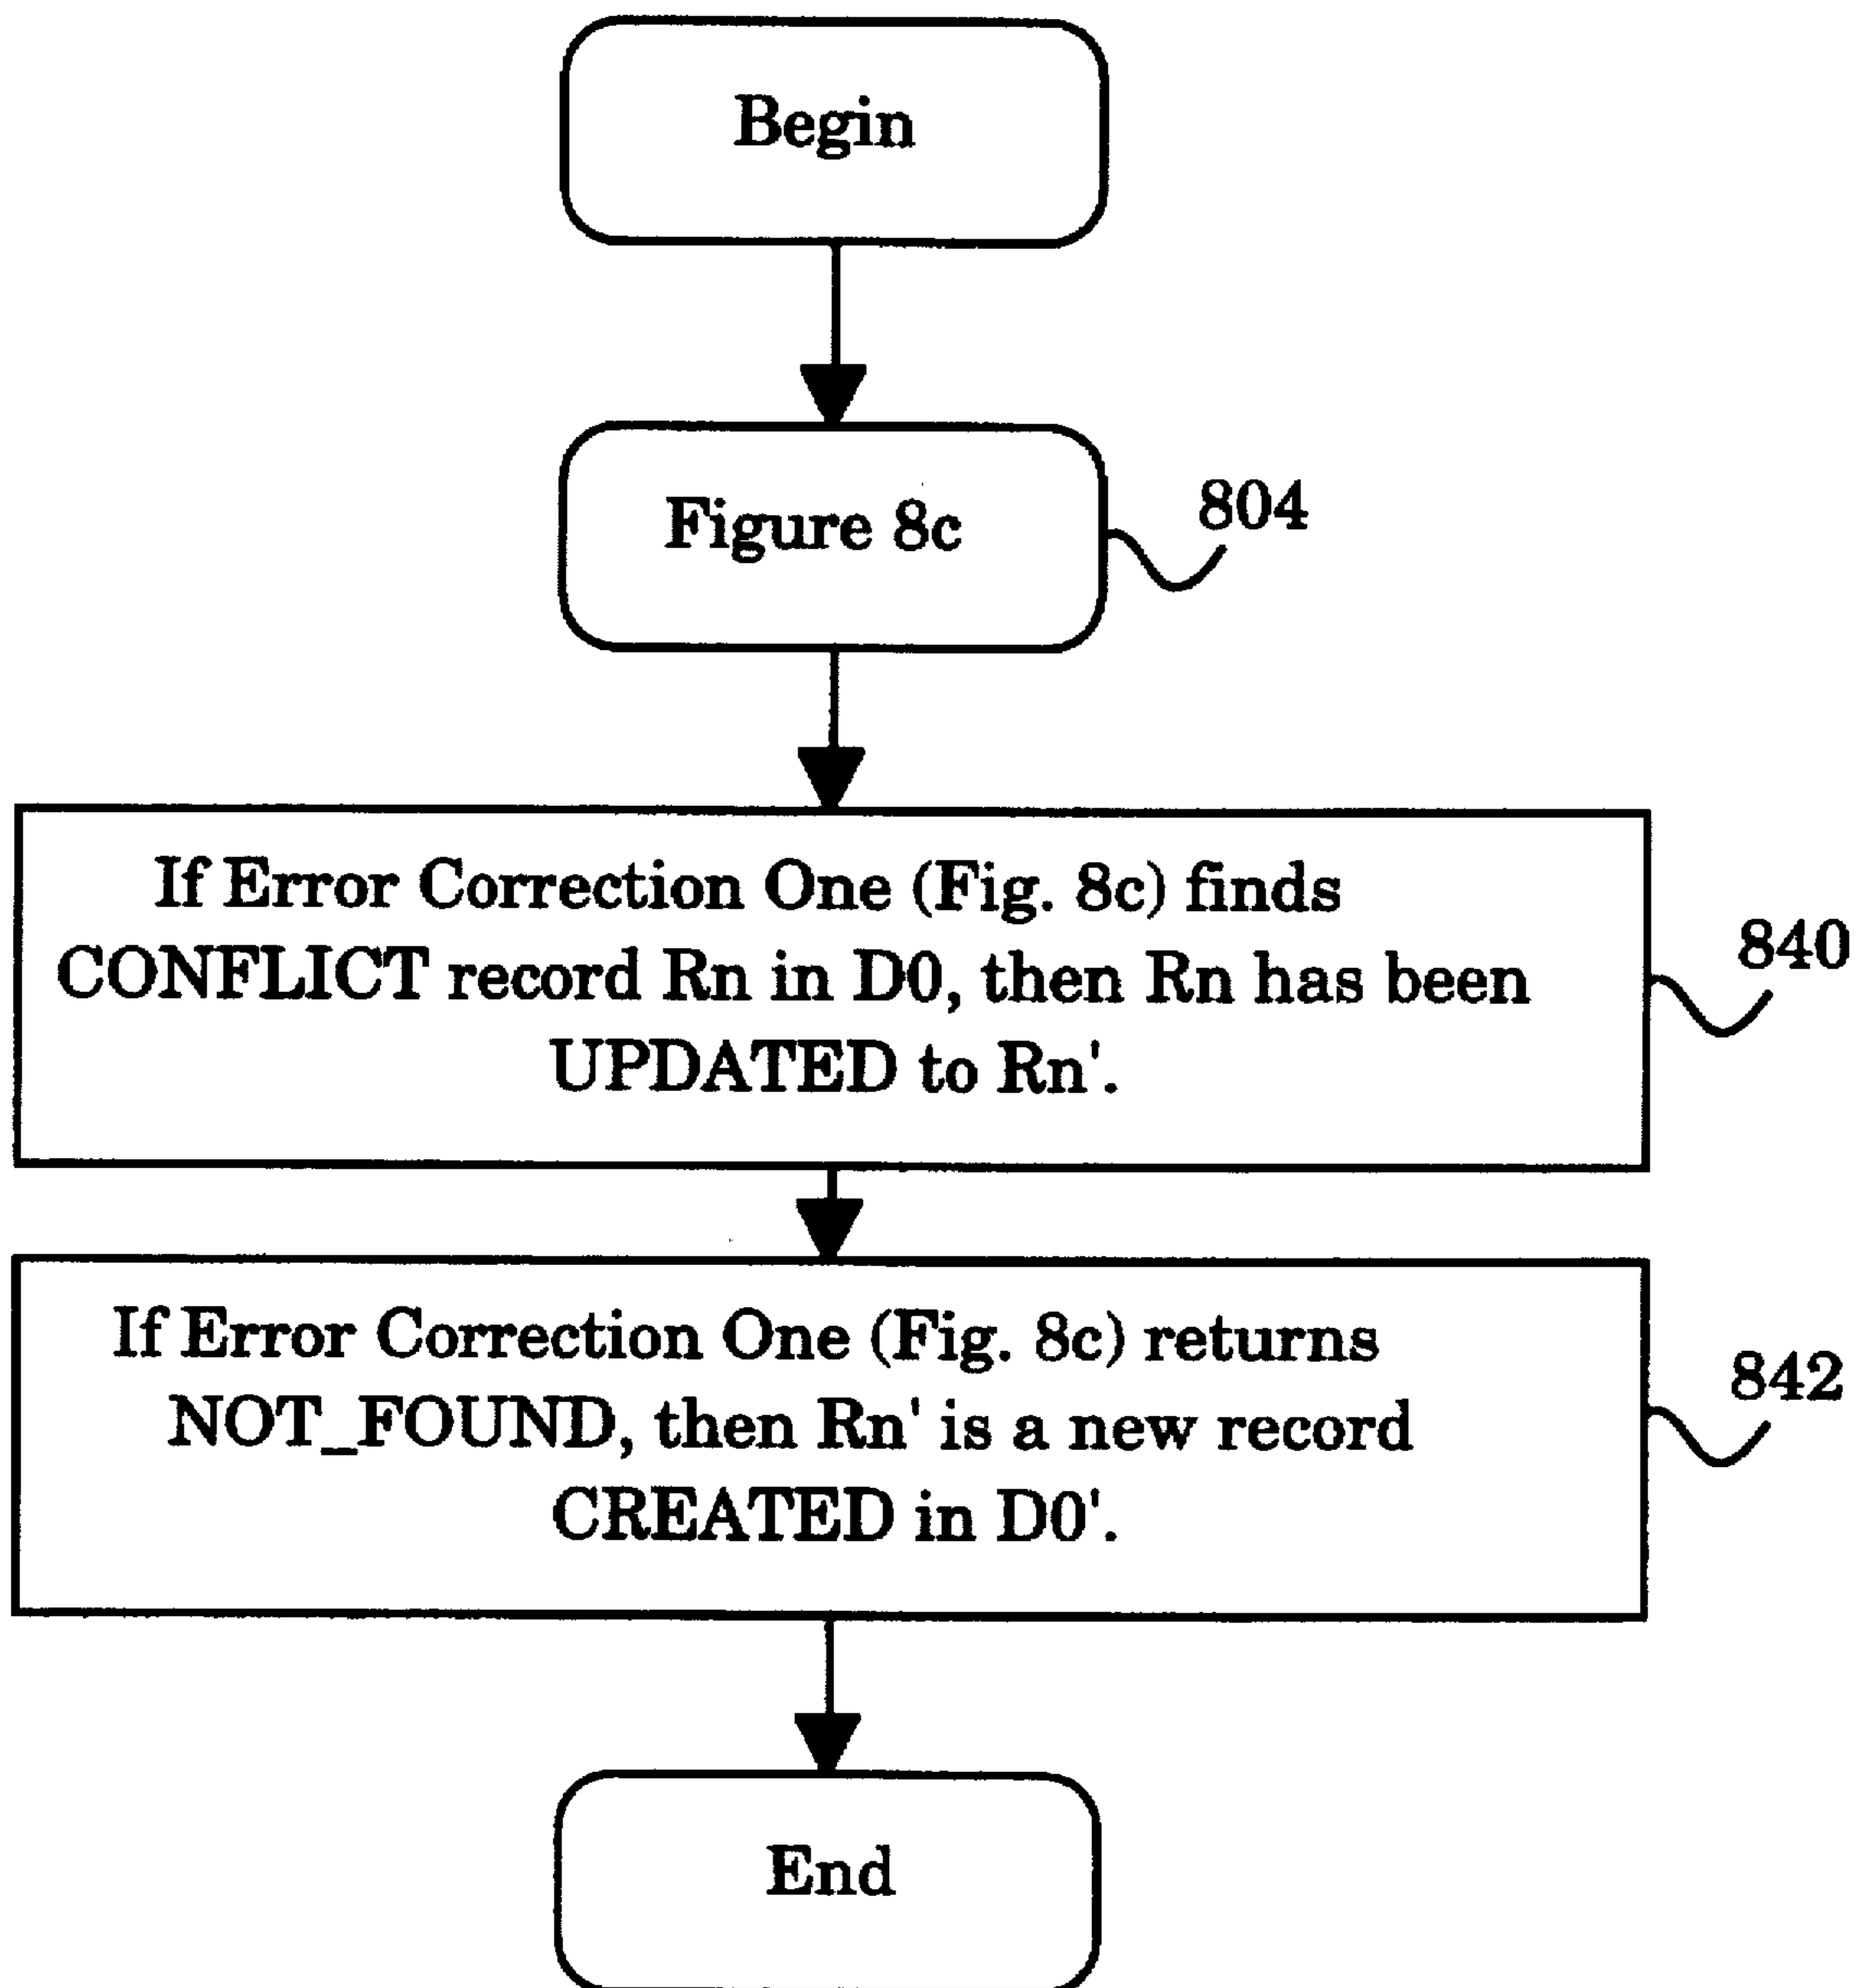 Begin
Figure 8c
804
If Error Correction One (Fig. 8c) finds
CONFLICT record Rn in D0, then Rn has been
UPDATED to Rn'.
840
If Error Correction One (Fig. 8c) returns
NOT_FOUND, then Rn' is a new record
CREATED in D0'.
842
End